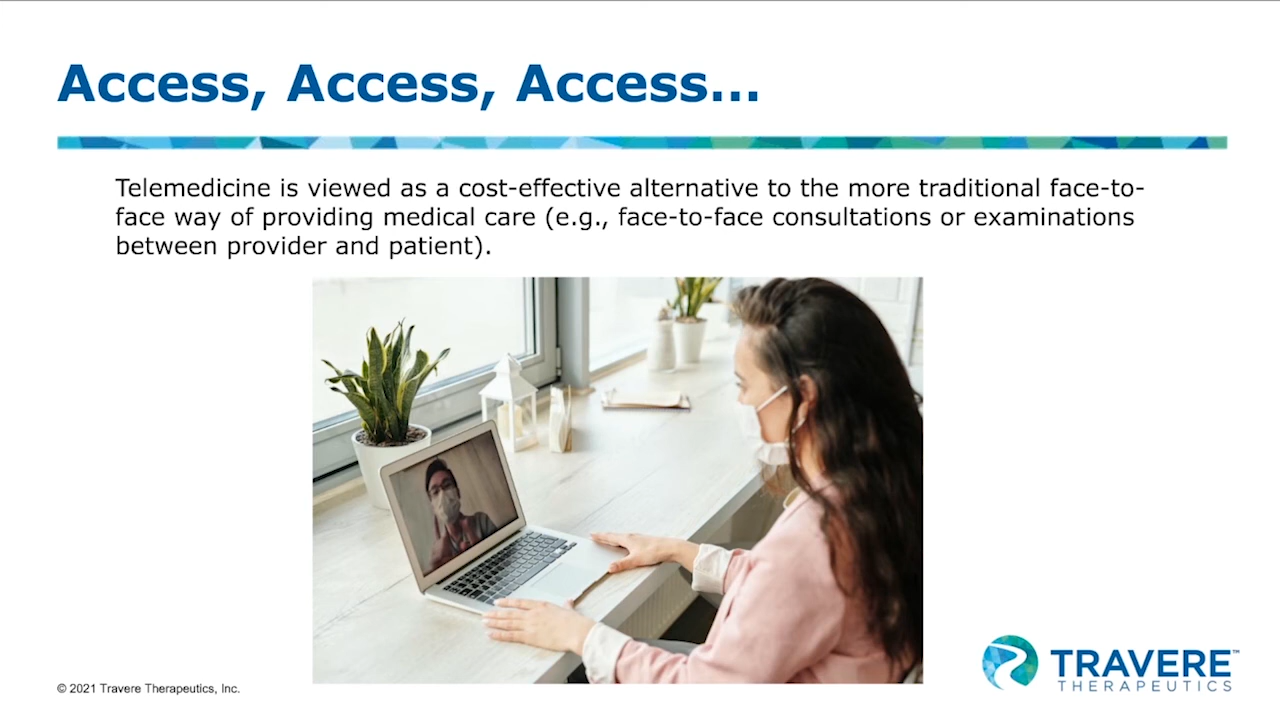 Access, Access, Access...
Telemedicine is viewed as a cost-effective alternative to the more traditional face-to-
face way of providing medical care (e.g., face-to-face consultations or examinations
between provider and patient).
© 2021 Travere Therapeutics, Inc.
TRAVERE™
THERAPEUTICS